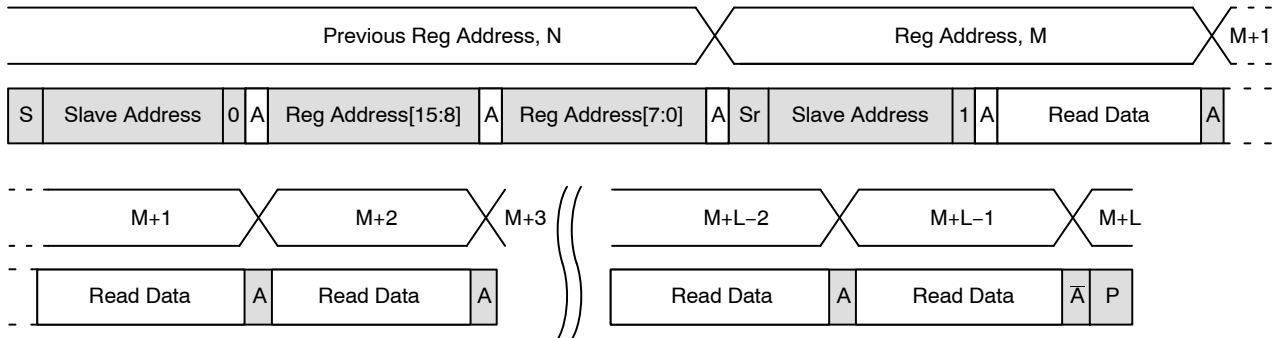 Previous Reg Address, N Reg Address, M M+1
S Slave Address 0 A Reg Address[15:8] A Reg Address[7:0] A Sr Slave Address 1 A Read Data A
M+1 M+2 M+3 M+L−2 M+L−1 M+L
Read Data A Read Data A Read Data A Read Data A̅ P